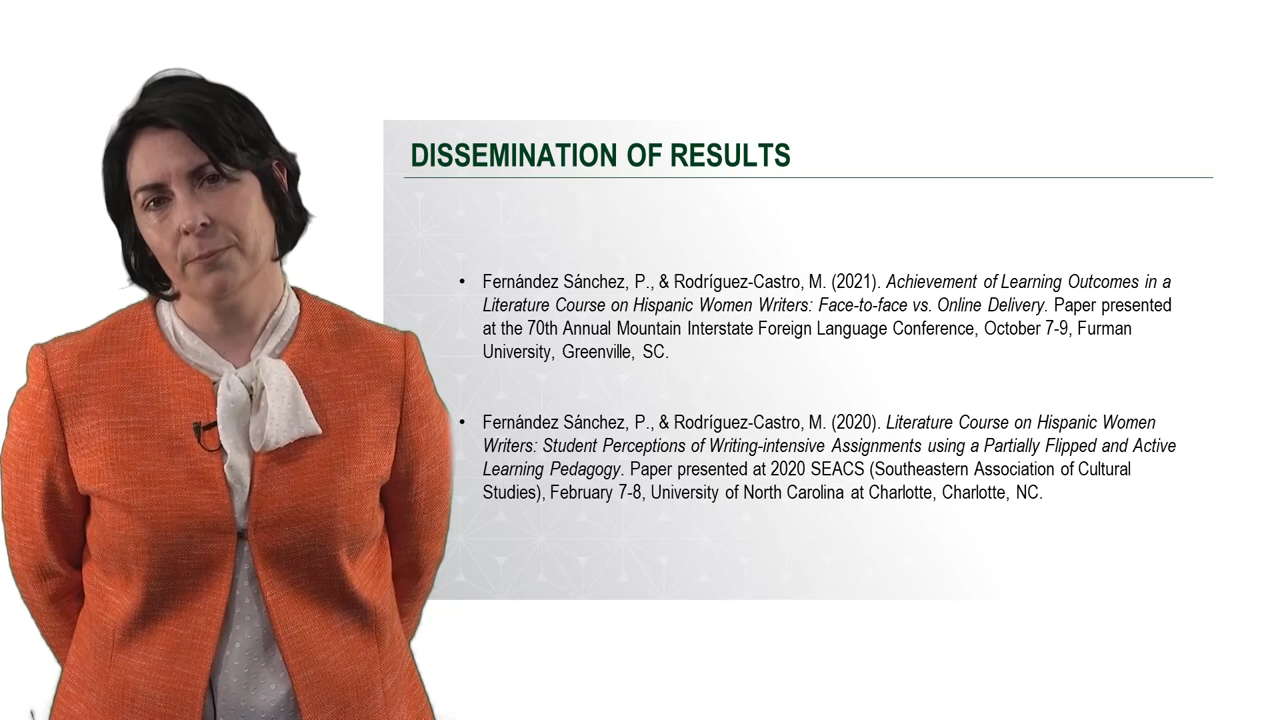 DISSEMINATION OF RESULTS
• Fernández Sánchez, P., & Rodríguez-Castro, M. (2021). Achievement of Learning Outcomes in a
Literature Course on Hispanic Women Writers: Face-to-face vs. Online Delivery. Paper presented
at the 70th Annual Mountain Interstate Foreign Language Conference, October 7-9, Furman
University, Greenville, SC.
• Fernández Sánchez, P., & Rodríguez-Castro, M. (2020). Literature Course on Hispanic Women
Writers: Student Perceptions of Writing-intensive Assignments using a Partially Flipped and Active
Learning Pedagogy. Paper presented at 2020 SEACS (Southeastern Association of Cultural
Studies), February 7-8, University of North Carolina at Charlotte, Charlotte, NC.